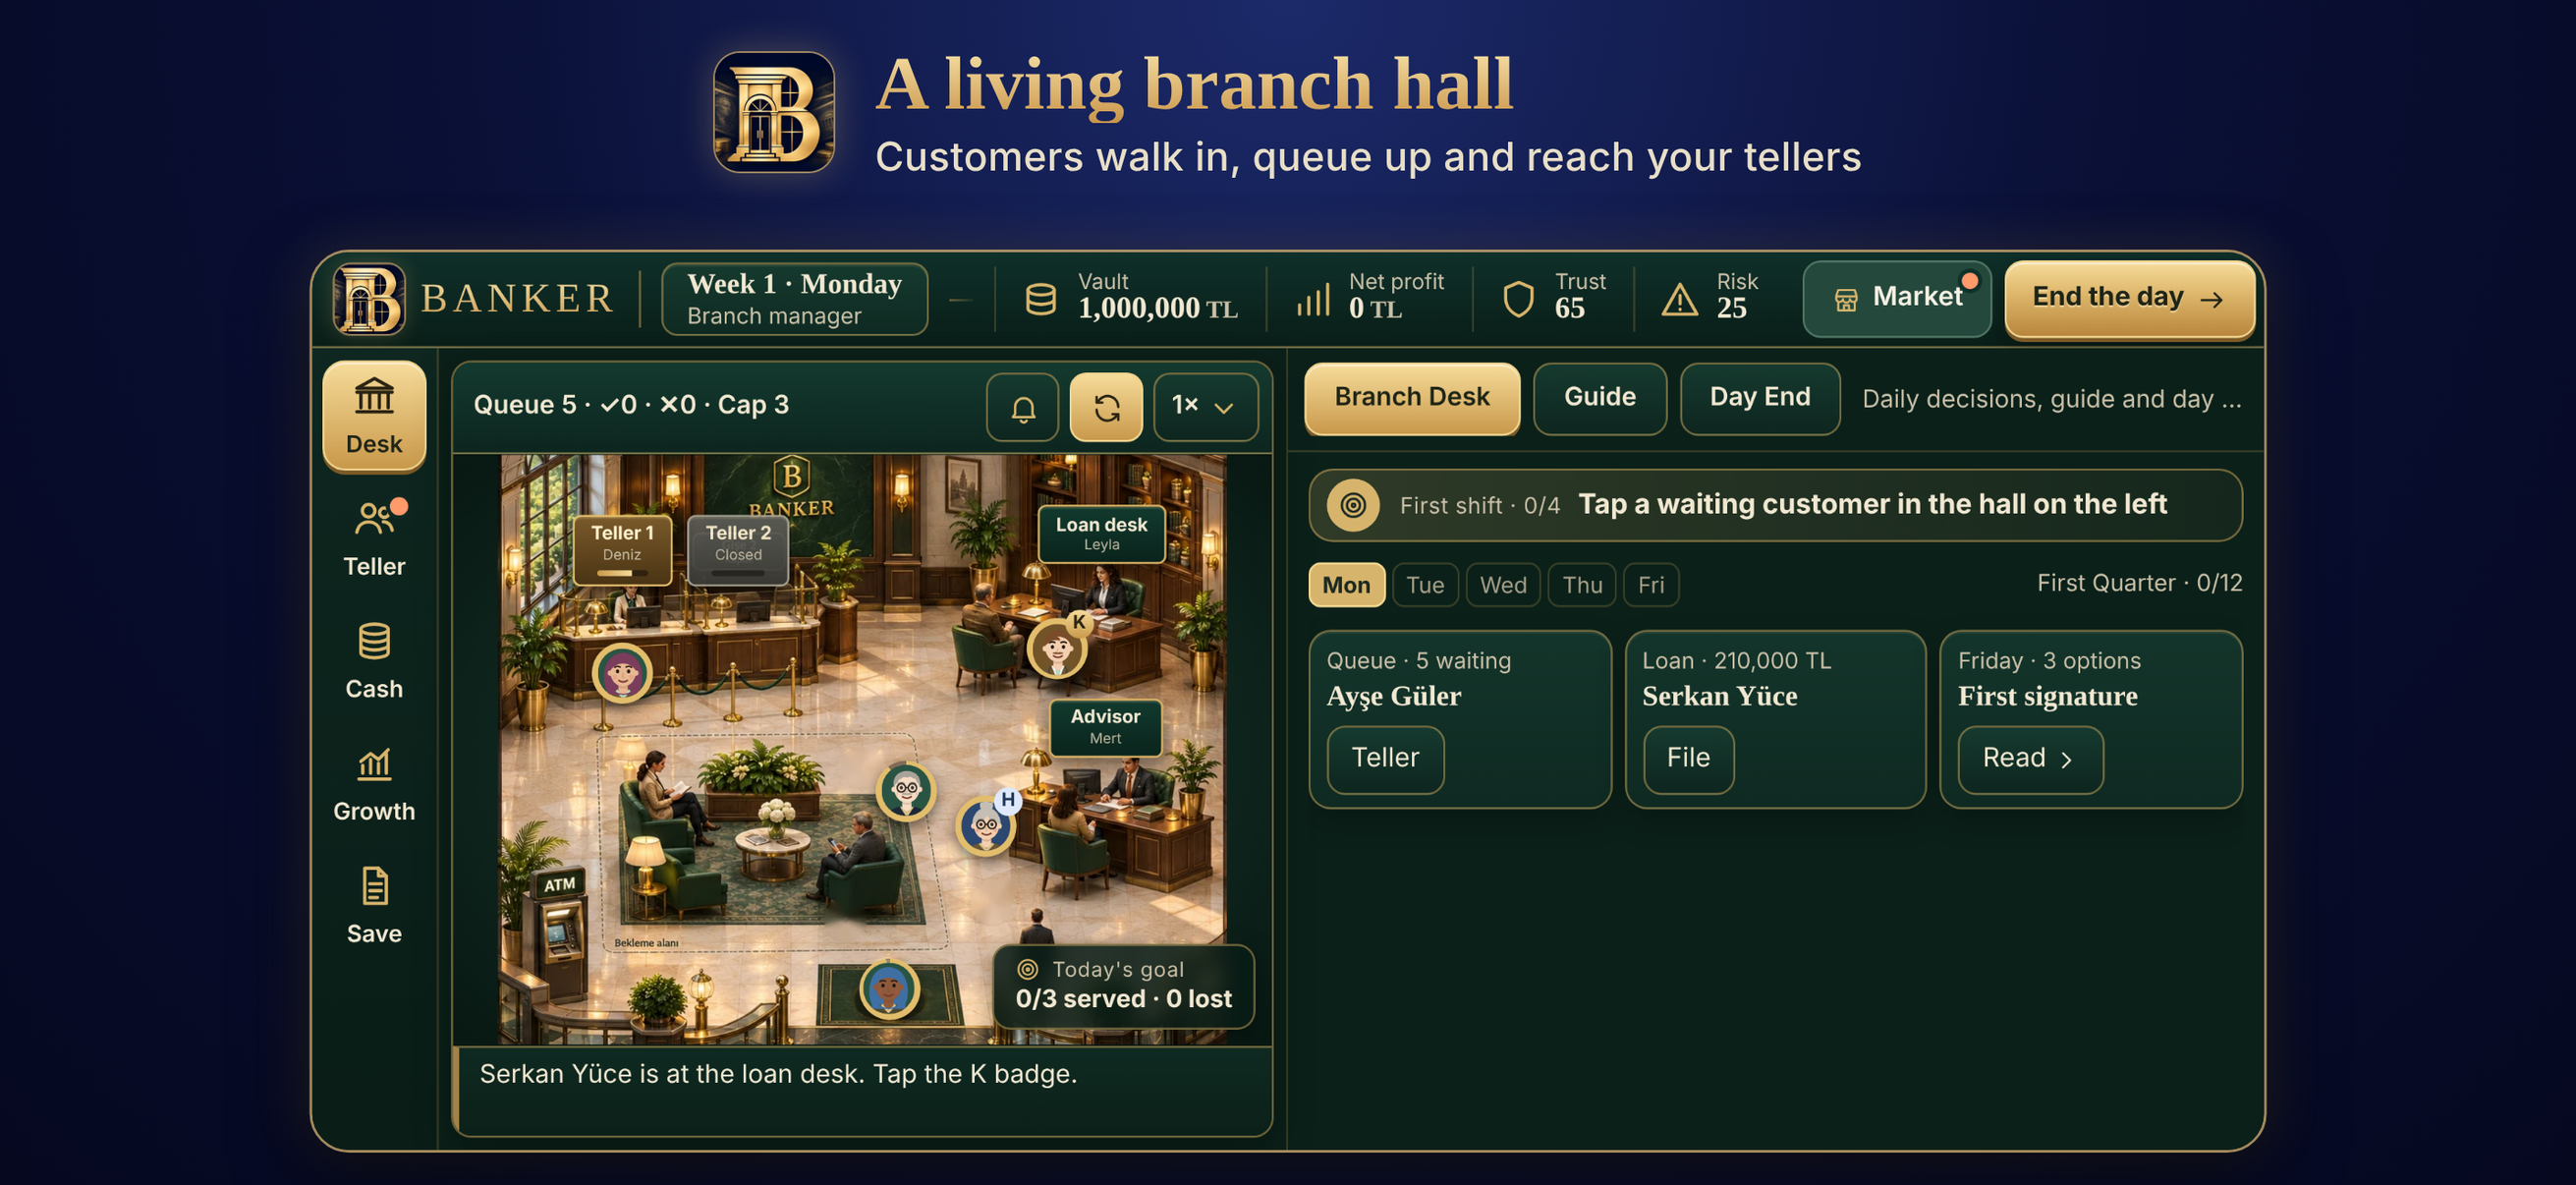 A living branch hall
Customers walk in, queue up and reach your tellers
BANKER
Week 1 · Monday
Branch manager
Vault
1,000,000 TL
Net profit
0 TL
Trust
65
Risk
25
Market
End the day →
Desk
Teller
Cash
Growth
Save
Queue 5 · ✓0 · ✕0 · Cap 3
1×
B
BANKER
Teller 1
Deniz
Teller 2
Closed
Loan desk
Leyla
K
Advisor
Mert
H
ATM
Bekleme alanı
Today's goal
0/3 served · 0 lost
Serkan Yüce is at the loan desk. Tap the K badge.
Branch Desk
Guide
Day End
Daily decisions, guide and day ...
First shift · 0/4 Tap a waiting customer in the hall on the left
Mon Tue Wed Thu Fri
First Quarter · 0/12
Queue · 5 waiting
Ayşe Güler
Teller
Loan · 210,000 TL
Serkan Yüce
File
Friday · 3 options
First signature
Read >